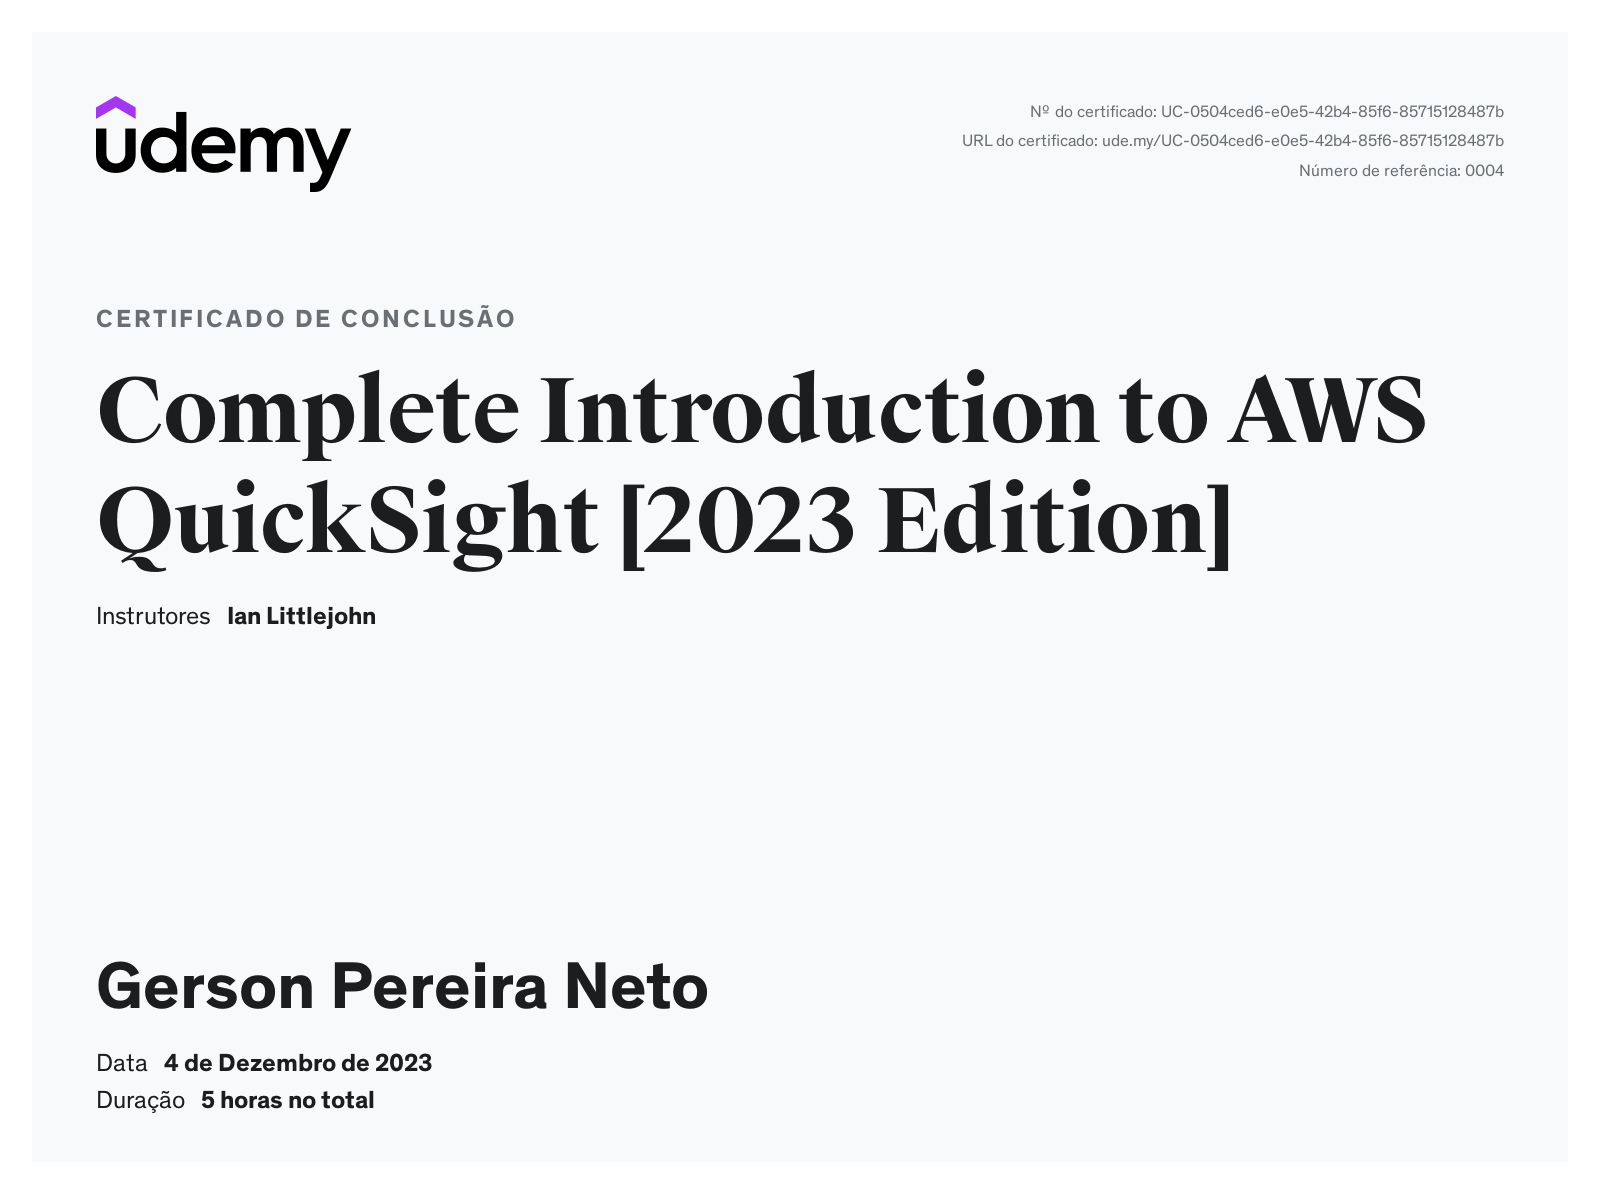 udemy
Nº do certificado: UC-0504ced6-e0e5-42b4-85f6-85715128487b
URL do certificado: ude.my/UC-0504ced6-e0e5-42b4-85f6-85715128487b
Número de referência: 0004
CERTIFICADO DE CONCLUSÃO
Complete Introduction to AWS
QuickSight [2023 Edition]
Instrutores Ian Littlejohn
Gerson Pereira Neto
Data 4 de Dezembro de 2023
Duração 5 horas no total